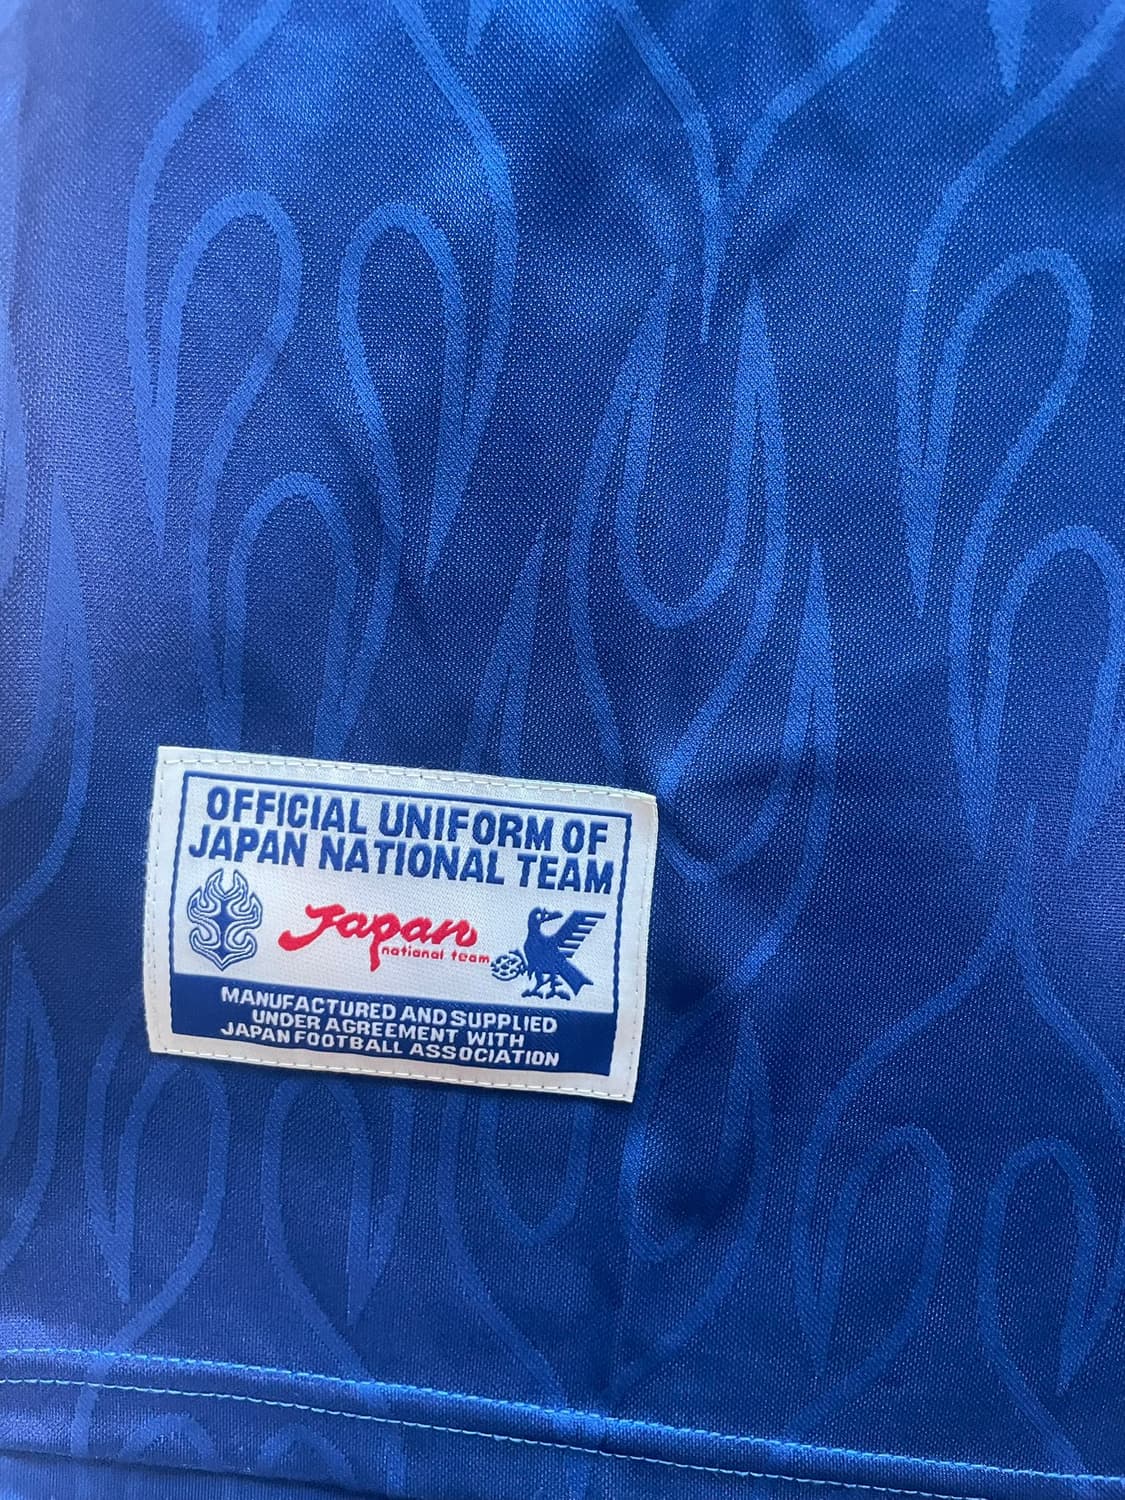 OFFICIAL UNIFORM OF
JAPAN NATIONAL TEAM
Japan
national team
MANUFACTURED AND SUPPLIED
UNDER AGREEMENT WITH
JAPAN FOOTBALL ASSOCIATION